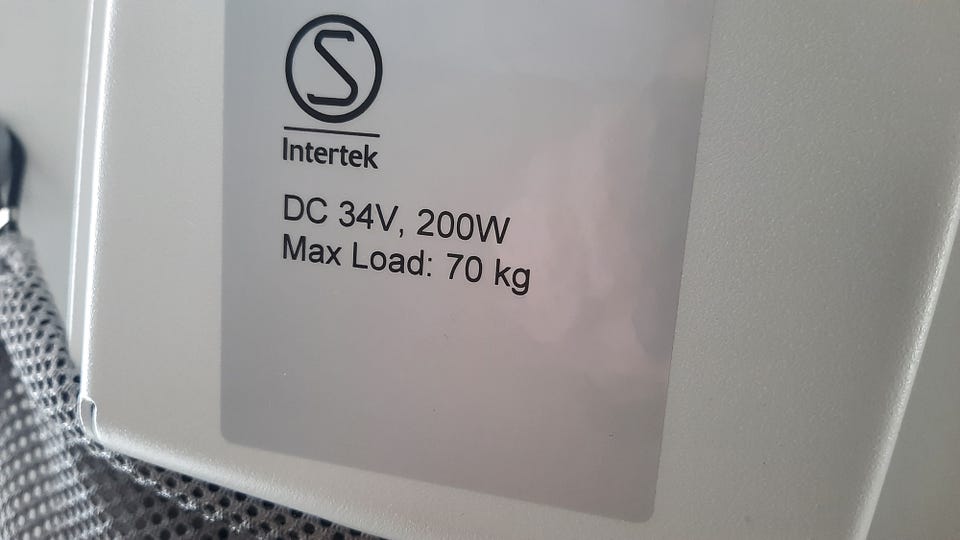 S
Intertek
DC 34V, 200W
Max Load: 70 kg